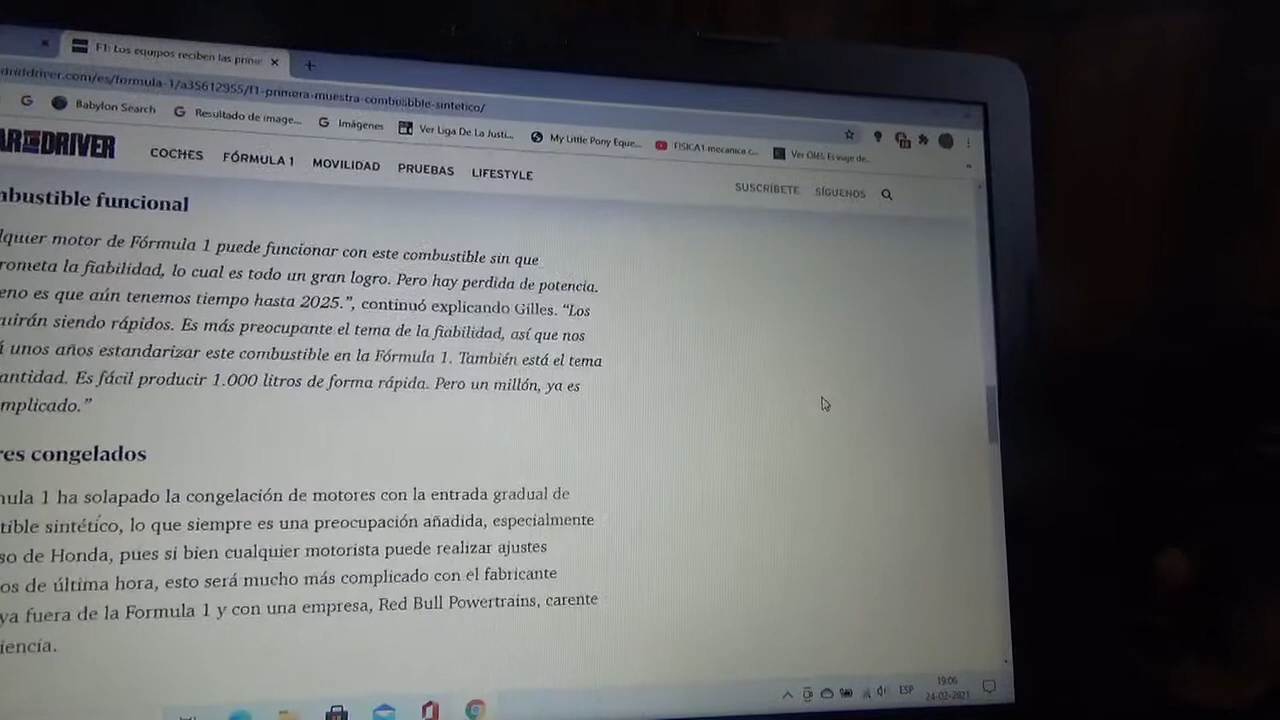 F1: Los equipos reciben las prime
driddriver.com/es/formula-1/a35612955/f1-primera-muestra-combusbble-sintetico/
Babylon Search
Resultado de image...
Imágenes
Ver Liga De La Justi...
My Little Pony Eque...
FISICA1 mecanica c...
Ver Olé!: El viaje de...
AR DRIVER
COCHES FÓRMULA 1 MOVILIDAD PRUEBAS LIFESTYLE
SUSCRÍBETE SÍGUENOS
mbustible funcional
lquier motor de Fórmula 1 puede funcionar con este combustible sin que
rometa la fiabilidad, lo cual es todo un gran logro. Pero hay perdida de potencia.
eno es que aún tenemos tiempo hasta 2025.”, continuó explicando Gilles. “Los
uirán siendo rápidos. Es más preocupante el tema de la fiabilidad, así que nos
á unos años estandarizar este combustible en la Fórmula 1. También está el tema
antidad. Es fácil producir 1.000 litros de forma rápida. Pero un millón, ya es
mplicado.”
res congelados
nula 1 ha solapado la congelación de motores con la entrada gradual de
tible sintético, lo que siempre es una preocupación añadida, especialmente
so de Honda, pues si bien cualquier motorista puede realizar ajustes
os de última hora, esto será mucho más complicado con el fabricante
ya fuera de la Formula 1 y con una empresa, Red Bull Powertrains, carente
iencia.
ESP
19:06
24-02-2021